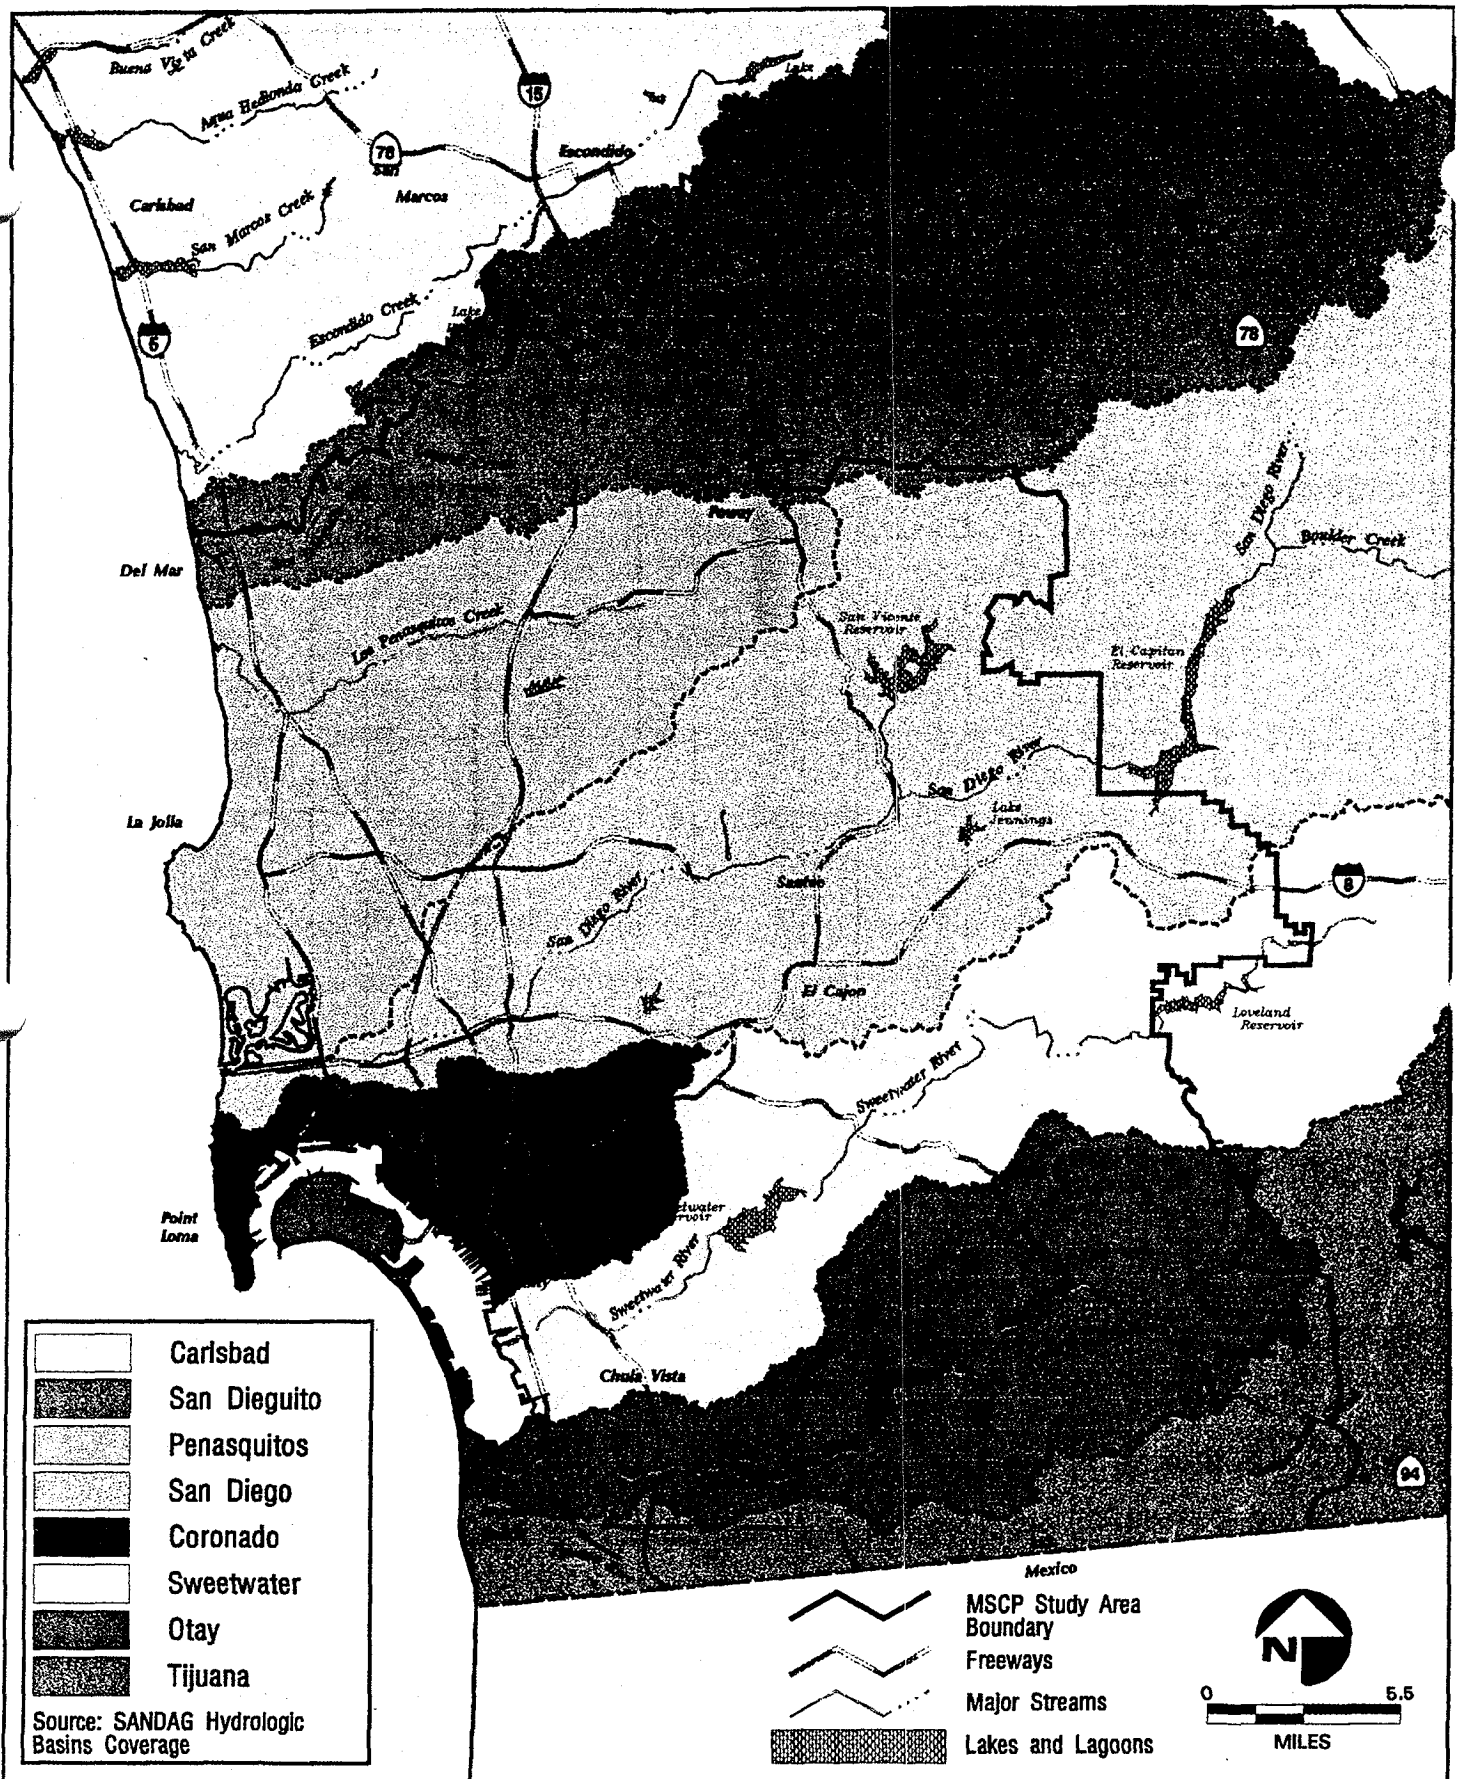 Buena Vista Creek
Agua Hedionda Creek
15
Lake
78
San
Marcos
Escondido
Carlsbad
San Marcos Creek
Escondido Creek
Lake
5
78
Poway
Del Mar
Los Penasquitos Creek
San Vicente
Reservoir
San Diego River
Boulder Creek
El Capitan
Reservoir
San Diego River
Lake
Jennings
La Jolla
Santee
8
San Diego River
El Cajon
Loveland
Reservoir
Sweetwater River
Point
Loma
Sweetwater River
Chula Vista
94
Mexico
Carlsbad
San Dieguito
Penasquitos
San Diego
Coronado
Sweetwater
Otay
Tijuana
Source: SANDAG Hydrologic
Basins Coverage
MSCP Study Area
Boundary
Freeways
Major Streams
Lakes and Lagoons
N
0 5.5
MILES